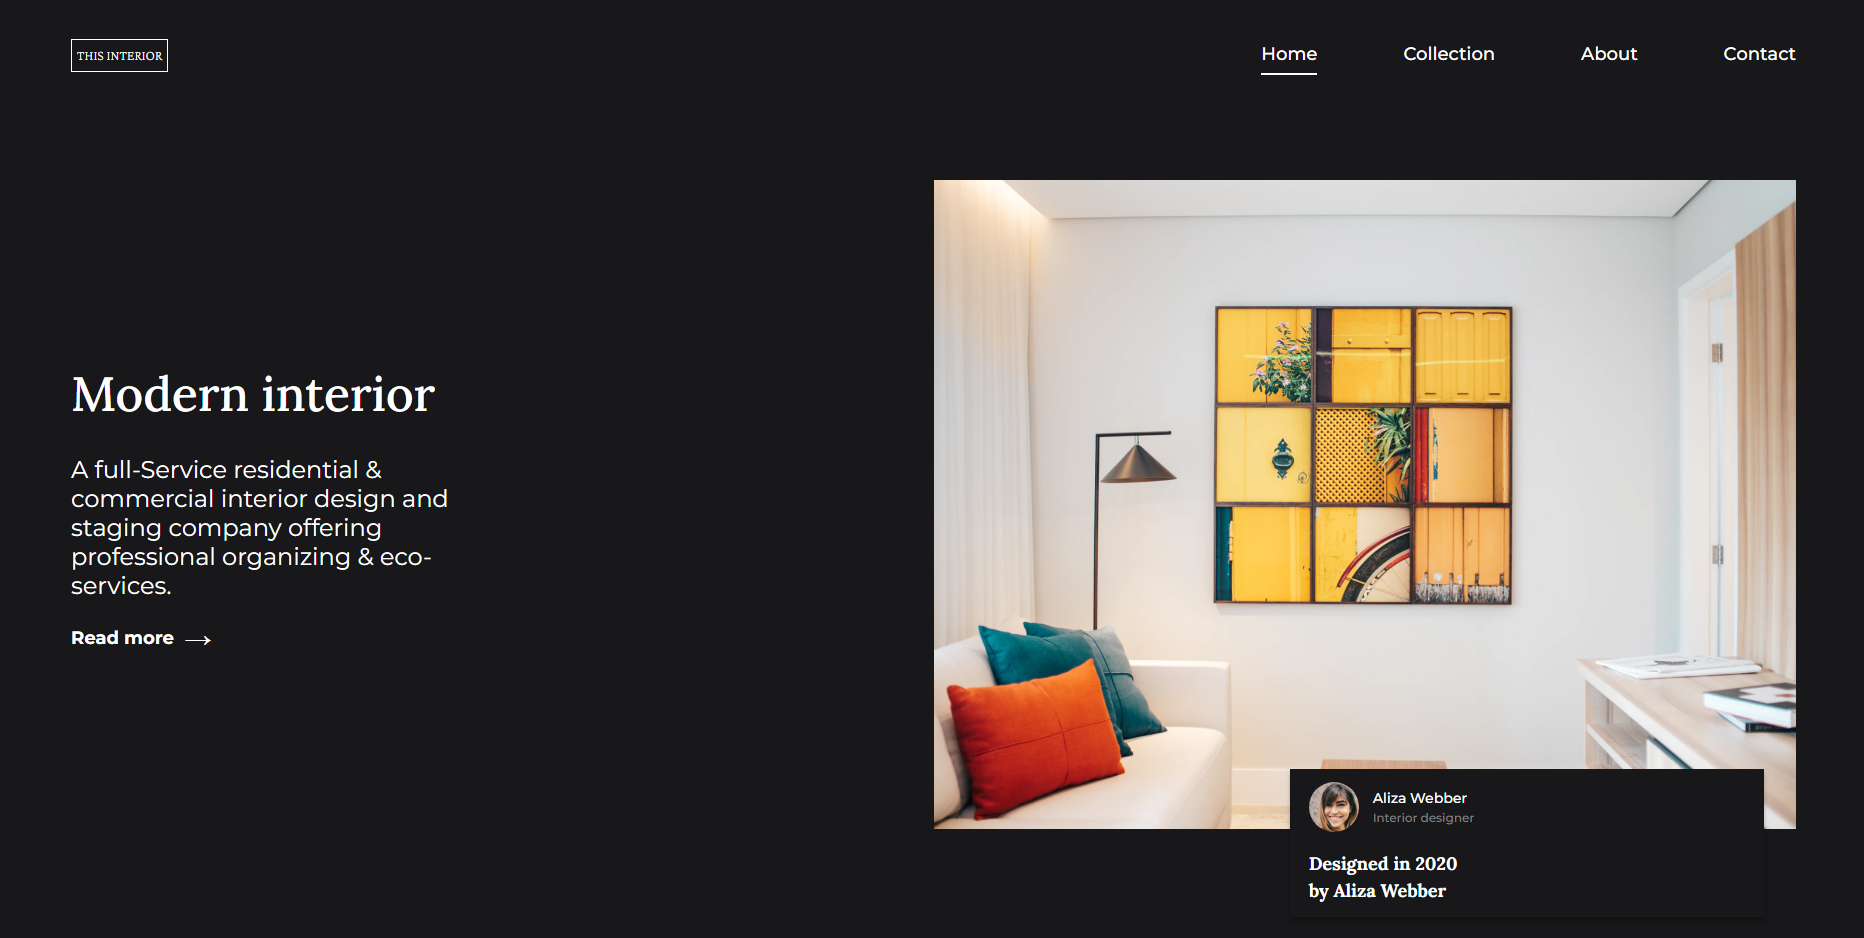 THIS INTERIOR
Home
Collection
About
Contact
Modern interior
A full-Service residential &
commercial interior design and
staging company offering
professional organizing & eco-
services.
Read more
Aliza Webber
Interior designer
Designed in 2020
by Aliza Webber